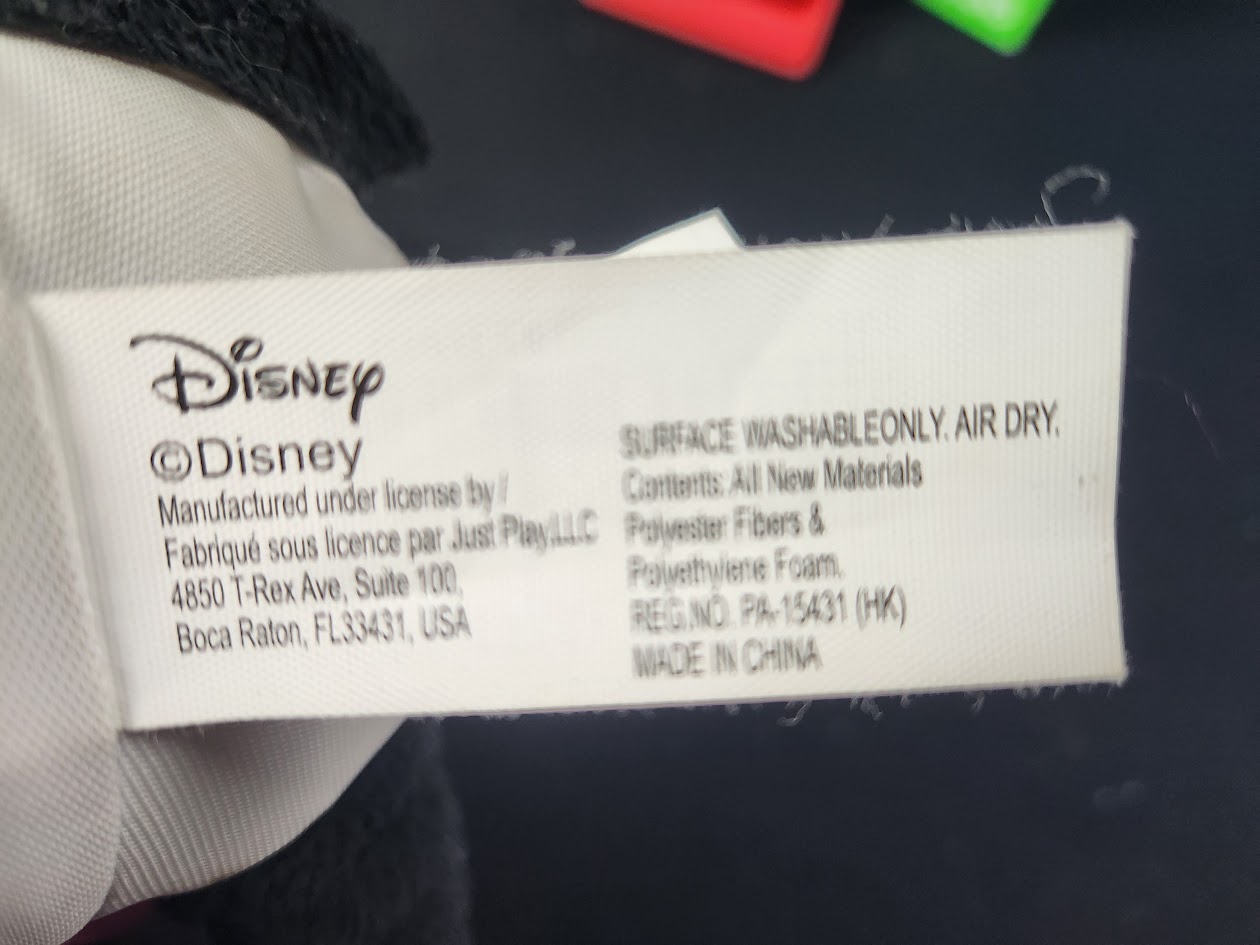 Disney
©Disney
Manufactured under license by /
Fabriqué sous licence par Just Play,LLC
4850 T-Rex Ave, Suite 100,
Boca Raton, FL33431, USA
SURFACE WASHABLEONLY. AIR DRY.
Contents: All New Materials
Polyester Fibers &
Polyethylene Foam.
REG.NO. PA-15431 (HK)
MADE IN CHINA